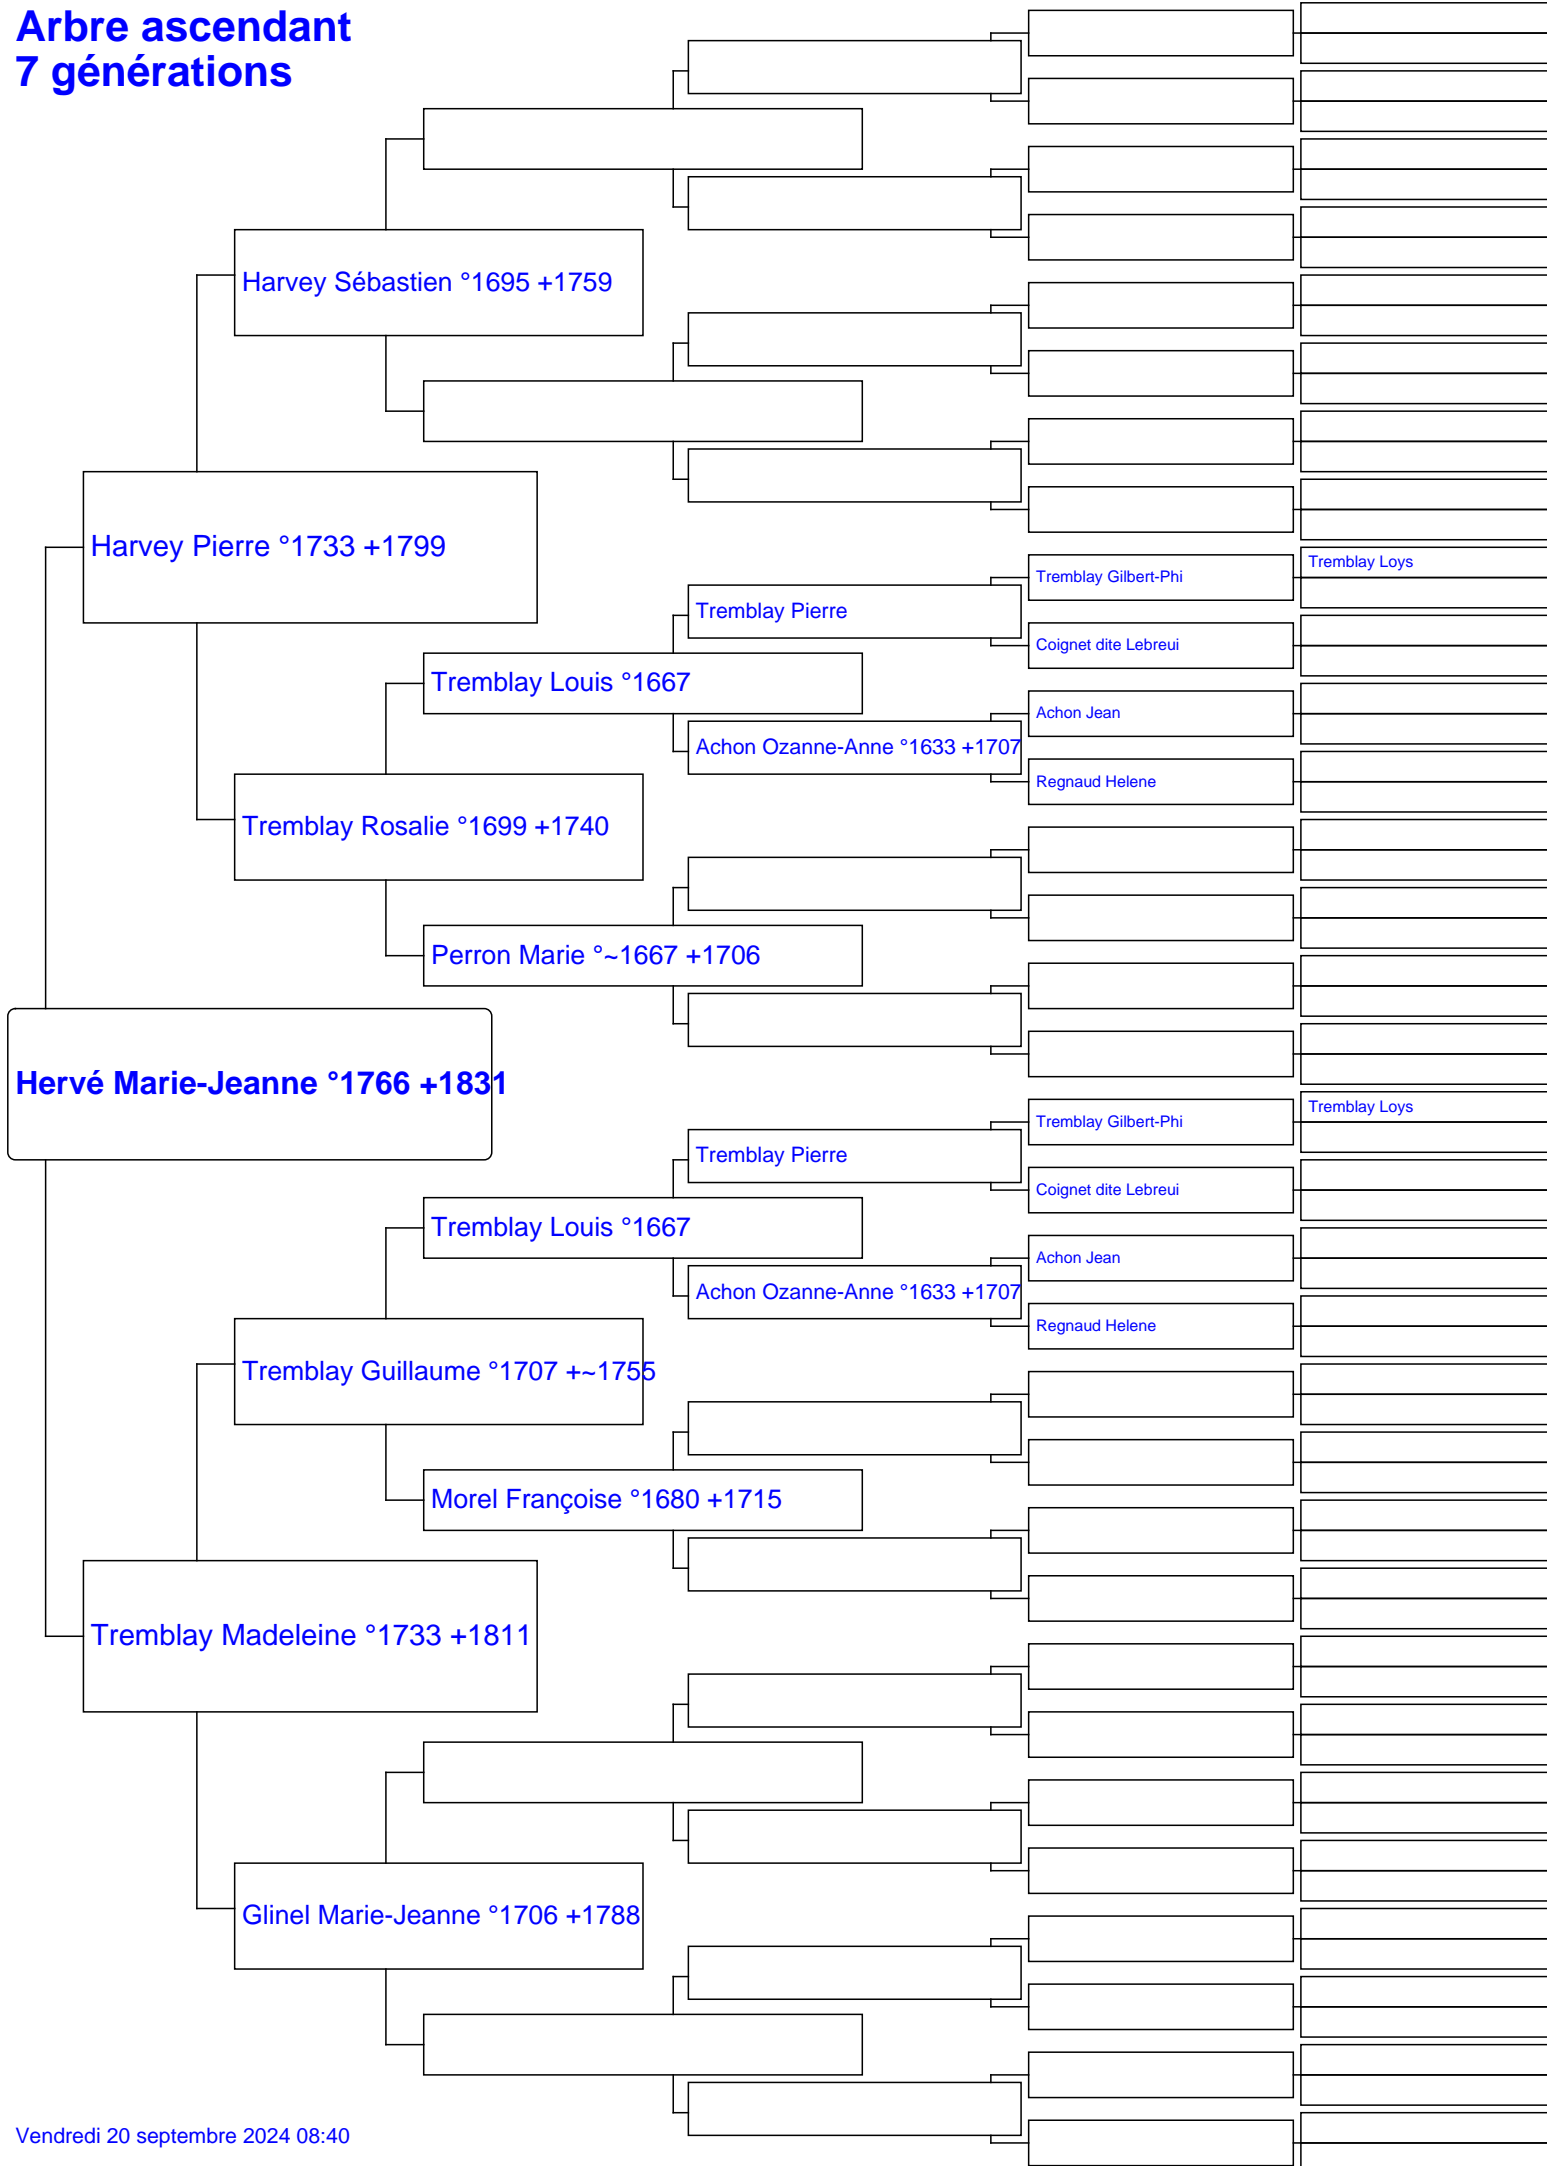 Arbre ascendant
7 générations
Harvey Sébastien °1695 +1759
Harvey Pierre °1733 +1799
Tremblay Gilbert-Phi
Tremblay Loys
Tremblay Pierre
Coignet dite Lebreui
Tremblay Louis °1667
Achon Jean
Achon Ozanne-Anne °1633 +1707
Regnaud Helene
Tremblay Rosalie °1699 +1740
Perron Marie °~1667 +1706
Hervé Marie-Jeanne °1766 +1831
Tremblay Gilbert-Phi
Tremblay Loys
Tremblay Pierre
Coignet dite Lebreui
Tremblay Louis °1667
Achon Jean
Achon Ozanne-Anne °1633 +1707
Regnaud Helene
Tremblay Guillaume °1707 +~1755
Morel Françoise °1680 +1715
Tremblay Madeleine °1733 +1811
Glinel Marie-Jeanne °1706 +1788
Vendredi 20 septembre 2024 08:40